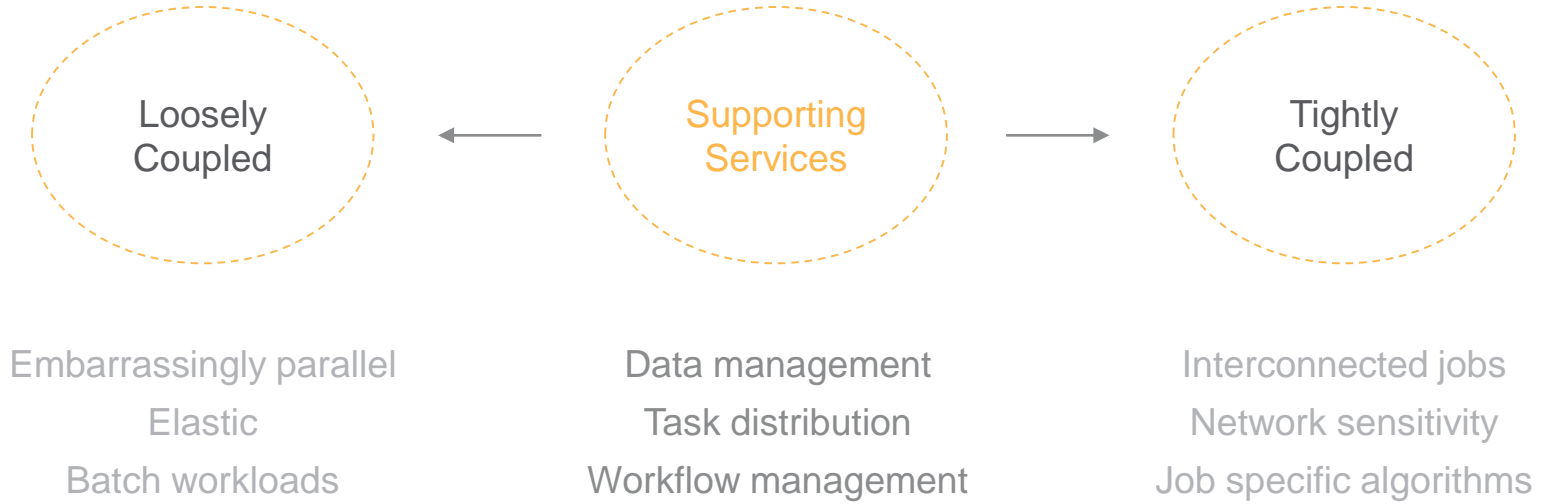 Loosely
Coupled
Supporting
Services
Tightly
Coupled
Embarrassingly parallel
Elastic
Batch workloads
Data management
Task distribution
Workflow management
Interconnected jobs
Network sensitivity
Job specific algorithms